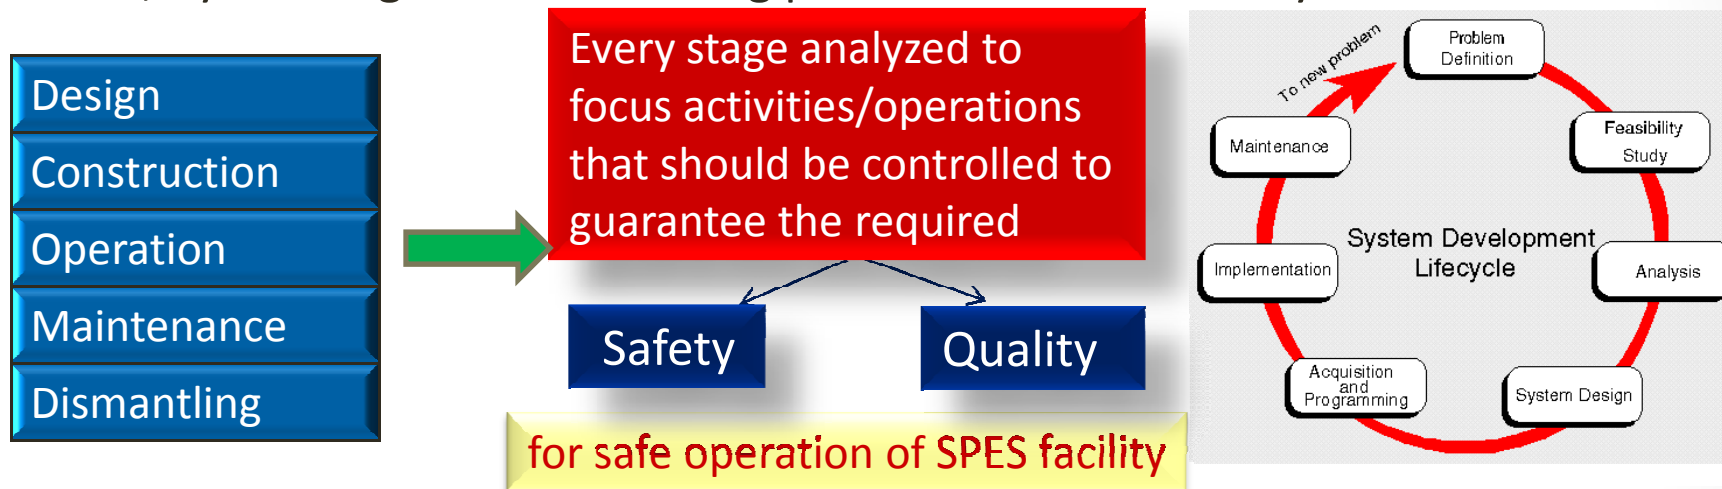 Design
Construction
Operation
Maintenance
Dismantling
Every stage analyzed to
focus activities/operations
that should be controlled to
guarantee the required
Safety
Quality
for safe operation of SPES facility
To new problem
Problem
Definition
Feasibility
Study
Analysis
System Design
Acquisition
and
Programming
Implementation
Maintenance
System Development
Lifecycle